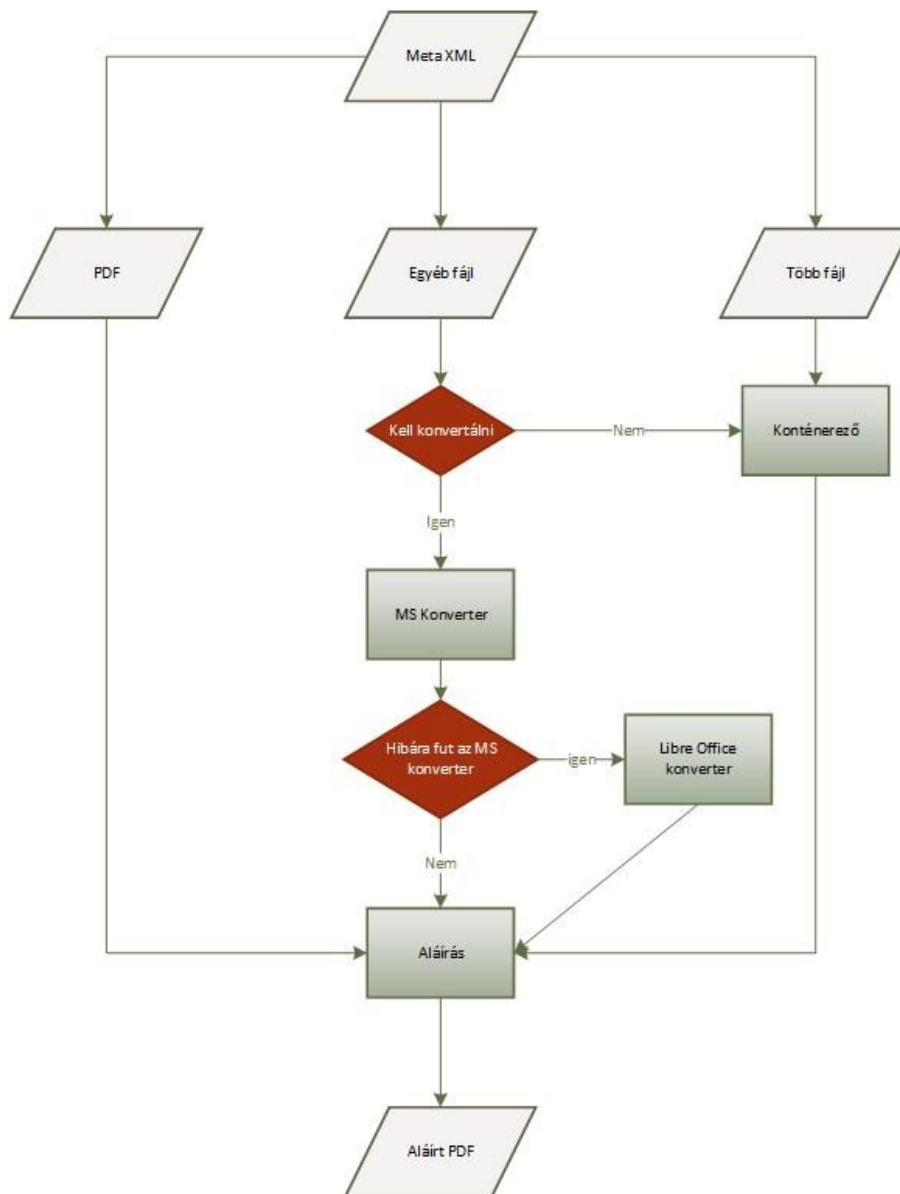 Meta XML
PDF
Egyéb fájl
Több fájl
Kell konvertálni
Nem
Konténerező
Igen
MS Konverter
Hibára fut az MS
konverter
igen
Libre Office
konverter
Nem
Aláírás
Aláírt PDF